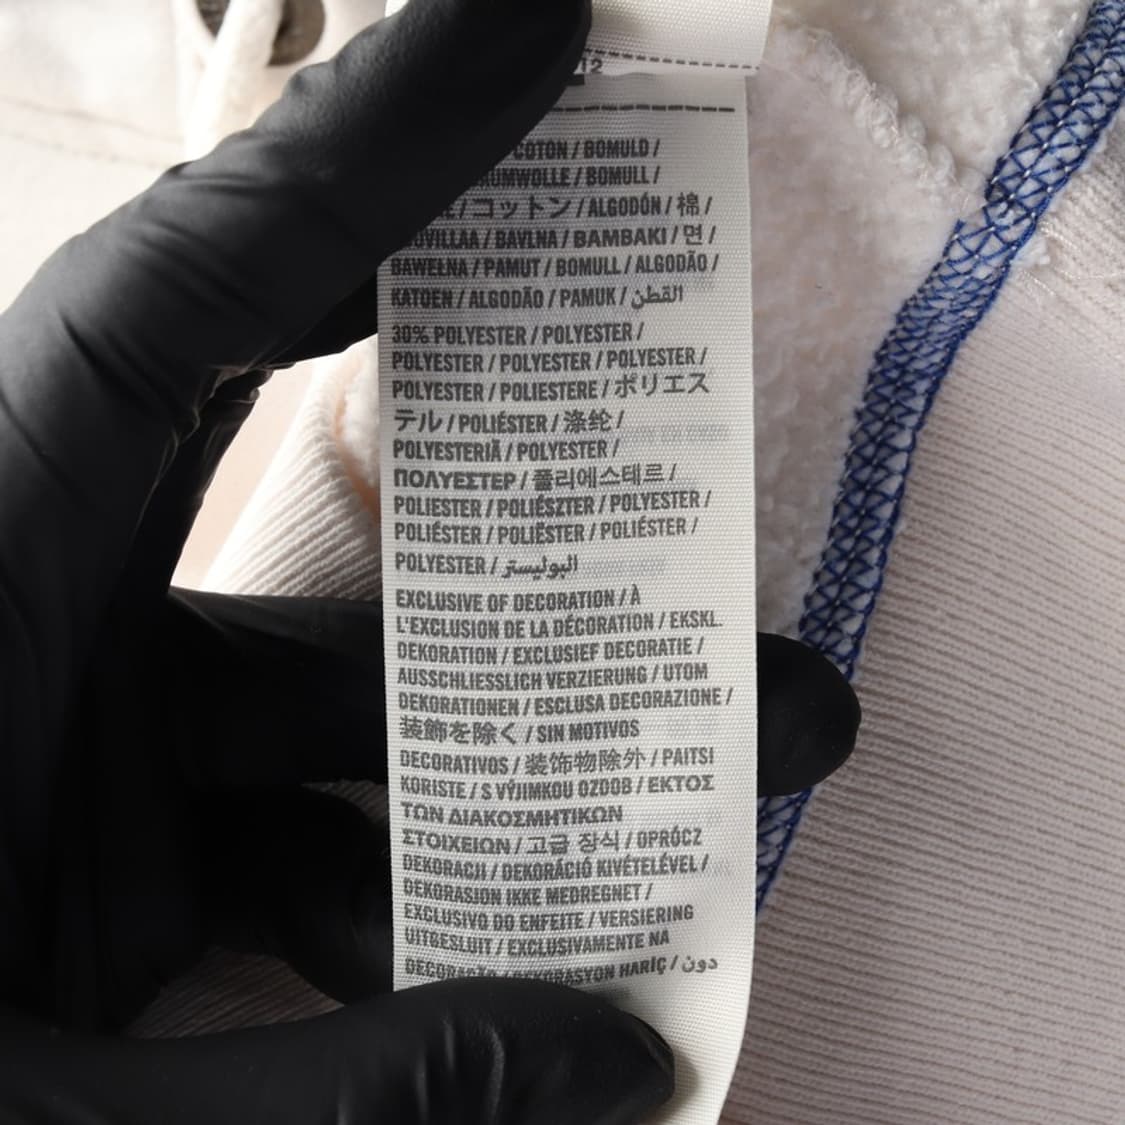 12
COTON / BOMULD /
/ BOMULL /
/ コットン / ALGODÓN / 棉 /
/ BAVLNA / BAMBAKI / 면 /
BAWEŁNA / PAMUT / BOMULL / ALGODÃO /
KATOEN / ALGODÃO / PAMUK / القطن
30% POLYESTER / POLYESTER /
POLYESTER / POLYESTER / POLYESTER /
POLYESTER / POLIESTERE / ポリエス
テル / POLIÉSTER / 涤纶 /
POLYESTERIÄ / POLYESTER /
ΠΟΛΥΕΣΤΕΡ / 폴리에스테르 /
POLIESTER / POLIÉSZTER / POLYESTER /
POLIÉSTER / POLIËSTER / POLIÉSTER /
POLYESTER / البوليستر
EXCLUSIVE OF DECORATION / À
L'EXCLUSION DE LA DÉCORATION / EKSKL.
DEKORATION / EXCLUSIEF DECORATIE /
AUSSCHLIESSLICH VERZIERUNG / UTOM
DEKORATIONEN / ESCLUSA DECORAZIONE /
装飾を除く / SIN MOTIVOS
DECORATIVOS / 装饰物除外 / PAITSI
KORISTE / S VÝJIMKOU OZDOB / ΕΚΤΟΣ
ΤΩΝ ΔΙΑΚΟΣΜΗΤΙΚΩΝ
ΣΤΟΙΧΕΙΩΝ / 고급 장식 / OPRÓCZ
DEKORACJI / DEKORÁCIÓ KIVÉTELÉVEL /
DEKORASJON IKKE MEDREGNET /
EXCLUSIVO DO ENFEITE / VERSIERING
UITGESLUIT / EXCLUSIVAMENTE NA
DECORAÇÃO / DEKORASYON HARİÇ / دون